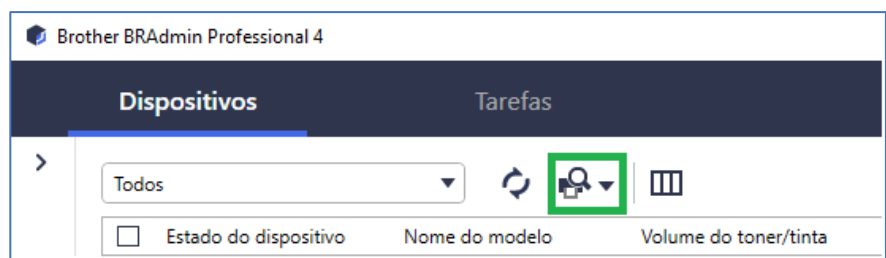 Brother BRAdmin Professional 4
Dispositivos Tarefas
Todos
Estado do dispositivo Nome do modelo Volume do toner/tinta